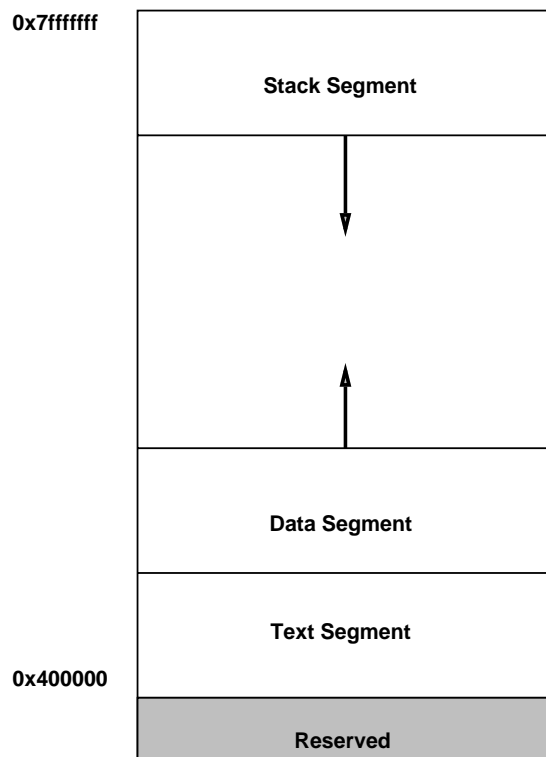 0x7fffffff
Stack Segment
Data Segment
Text Segment
0x400000
Reserved